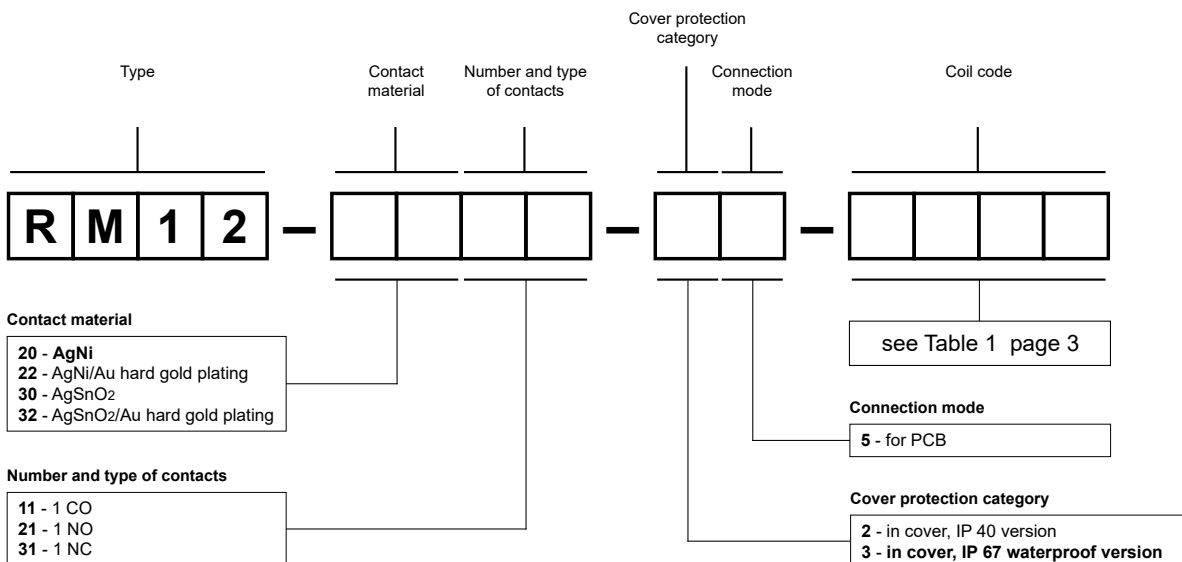 Cover protection
category
Type
Contact
material
Number and type
of contacts
Connection
mode
Coil code
R M 1 2 – – –
Contact material
20 - AgNi
22 - AgNi/Au hard gold plating
30 - AgSnO2
32 - AgSnO2/Au hard gold plating
see Table 1 page 3
Connection mode
5 - for PCB
Number and type of contacts
11 - 1 CO
21 - 1 NO
31 - 1 NC
Cover protection category
2 - in cover, IP 40 version
3 - in cover, IP 67 waterproof version